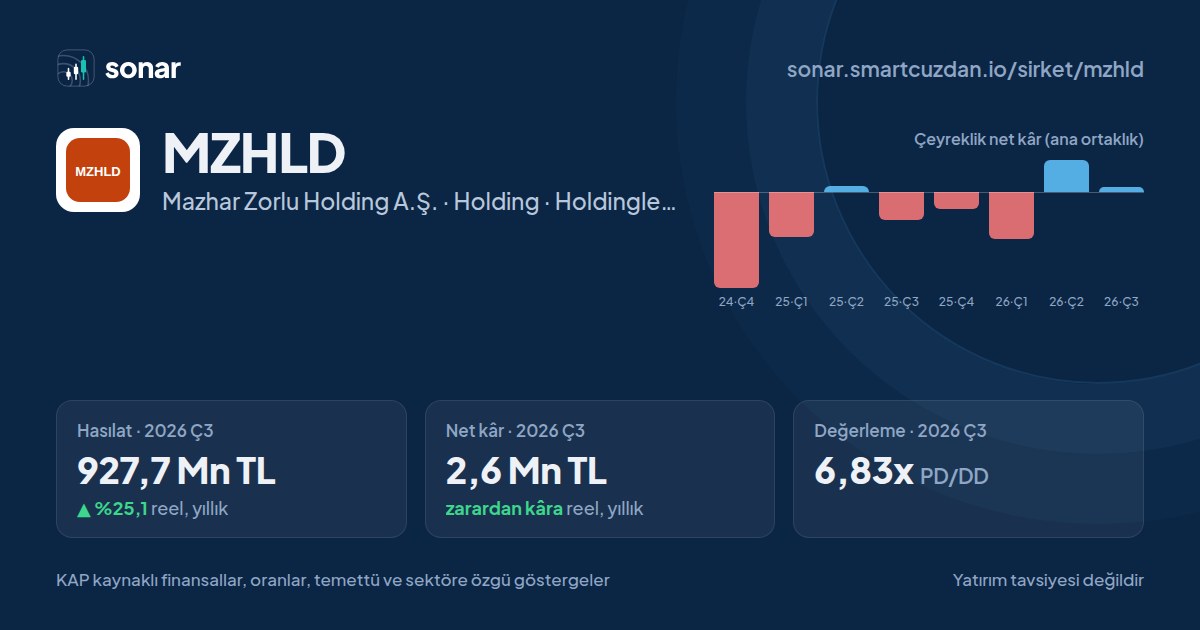 sonar
sonar.smartcuzdan.io/sirket/mzhld
MZHLD
MZHLD
Mazhar Zorlu Holding A.Ş. · Holding · Holdingle...
Çeyreklik net kâr (ana ortaklık)
24·Ç4 25·Ç1 25·Ç2 25·Ç3 25·Ç4 26·Ç1 26·Ç2 26·Ç3
Hasılat · 2026 Ç3
927,7 Mn TL
▲ %25,1 reel, yıllık
Net kâr · 2026 Ç3
2,6 Mn TL
zarardan kâra reel, yıllık
Değerleme · 2026 Ç3
6,83x PD/DD
KAP kaynaklı finansallar, oranlar, temettü ve sektöre özgü göstergeler
Yatırım tavsiyesi değildir